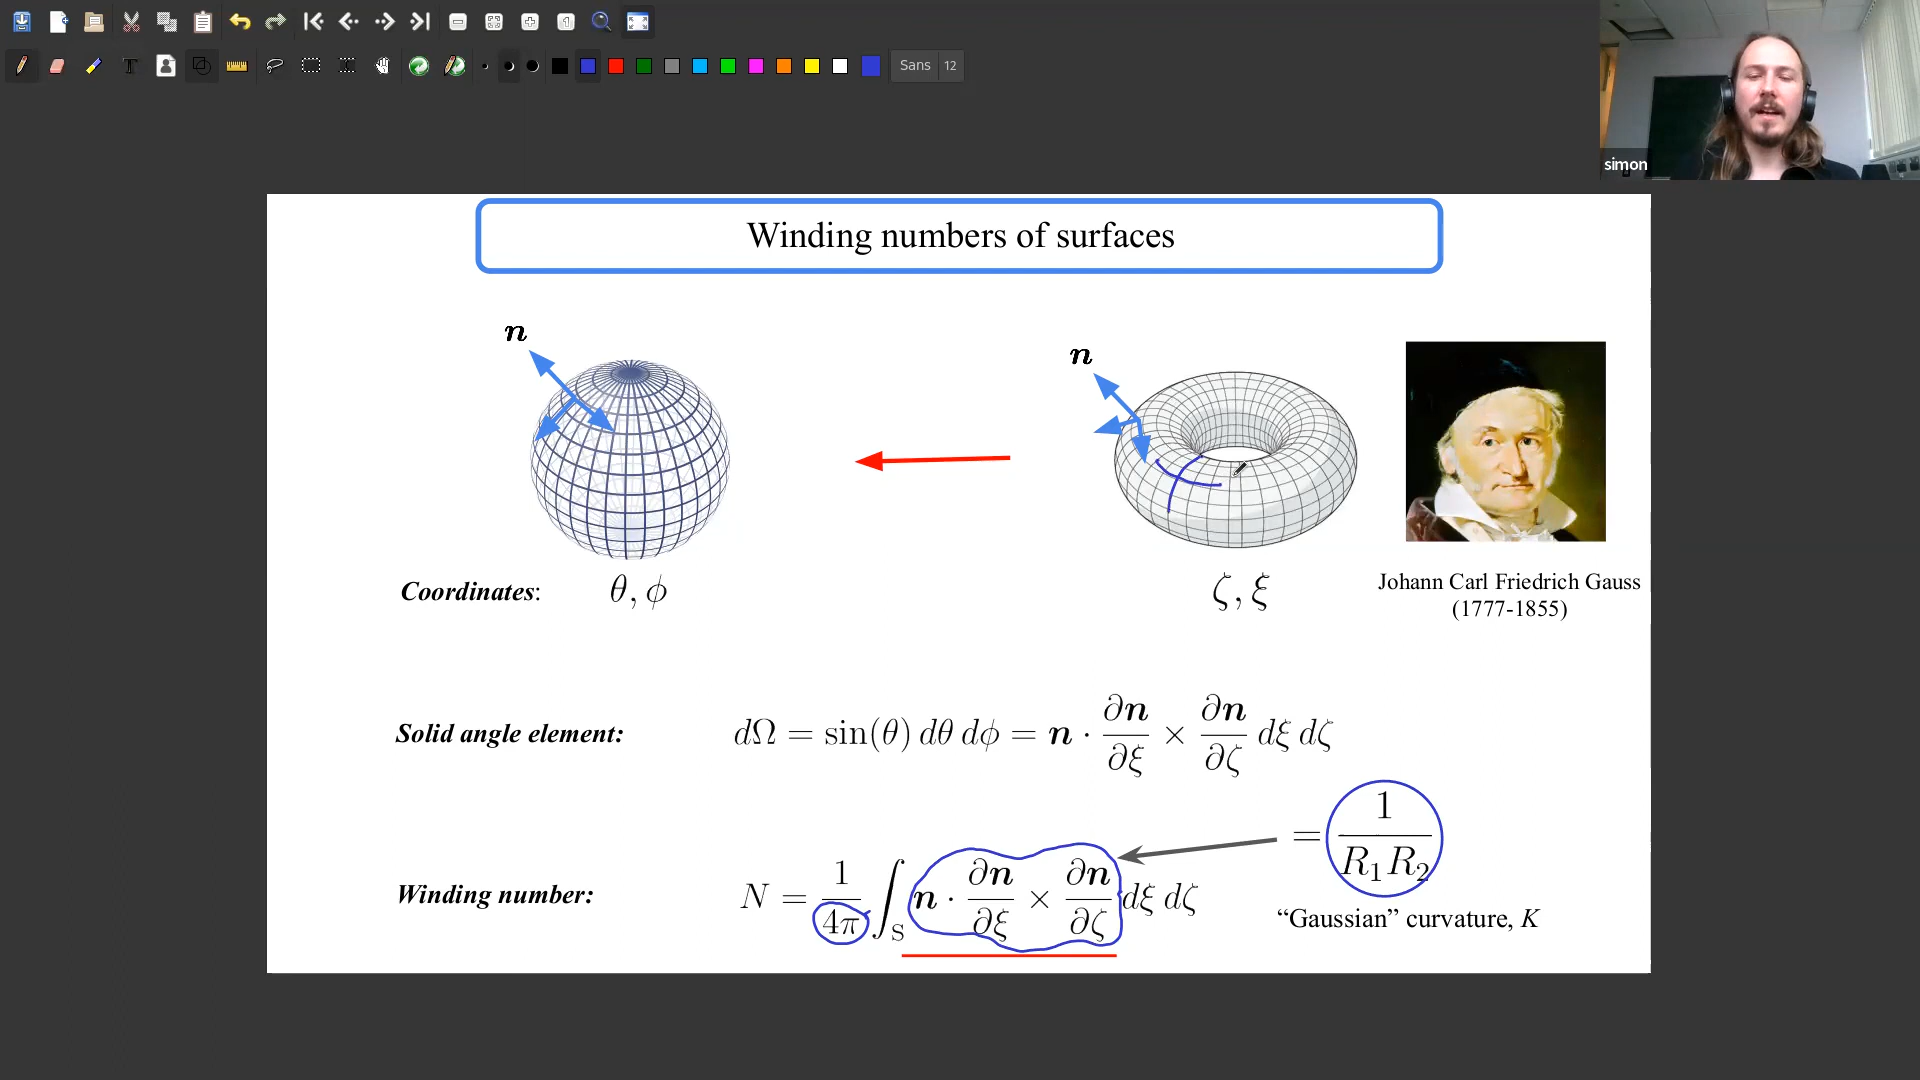 Sans 12
simon
Winding numbers of surfaces
n
n
Coordinates: θ, ϕ
ζ, ξ
Johann Carl Friedrich Gauss
(1777-1855)
Solid angle element: dΩ = sin(θ) dθ dϕ = n · ∂n/∂ξ × ∂n/∂ζ dξ dζ
= 1/R₁R₂
Winding number: N = 1/4π ∫_S n · ∂n/∂ξ × ∂n/∂ζ dξ dζ
“Gaussian” curvature, K